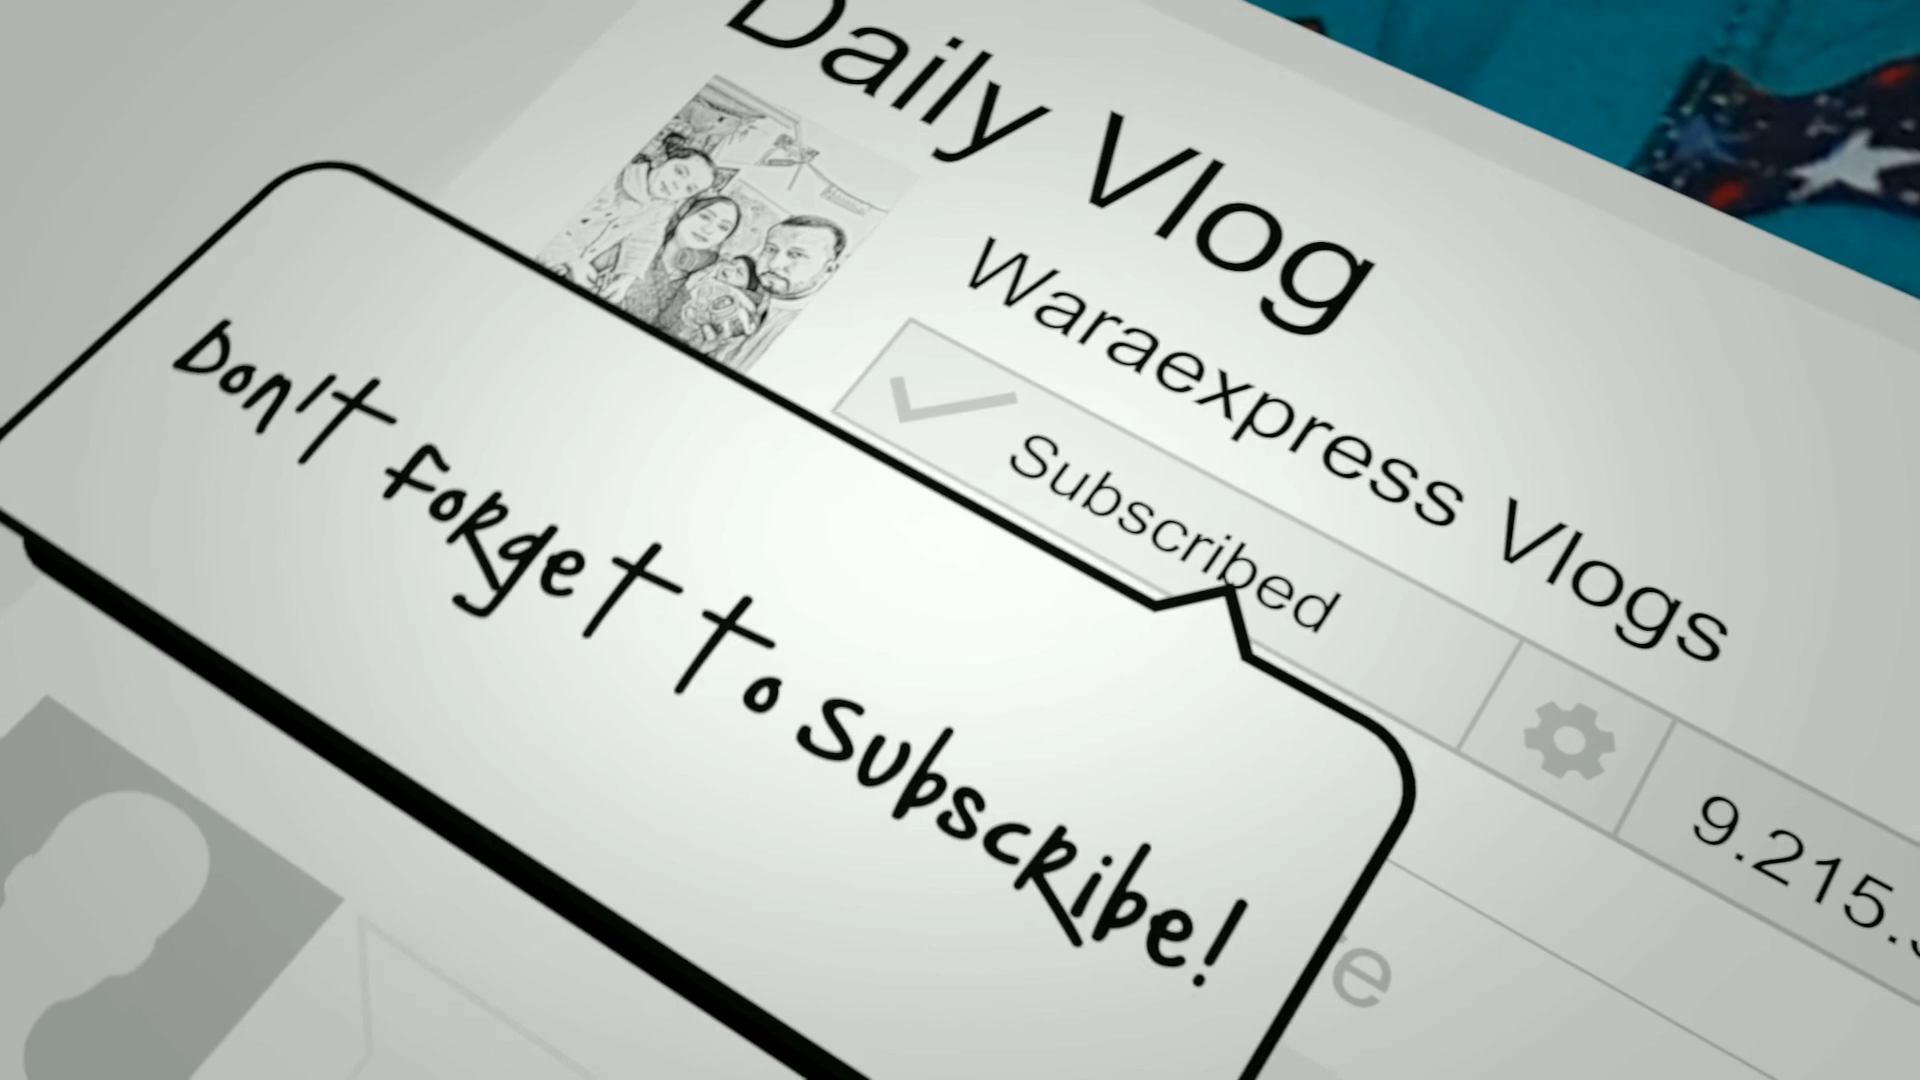 Daily Vlog
Waraexpress Vlogs
Subscribed
9.215.
Don't forget to subscribe!